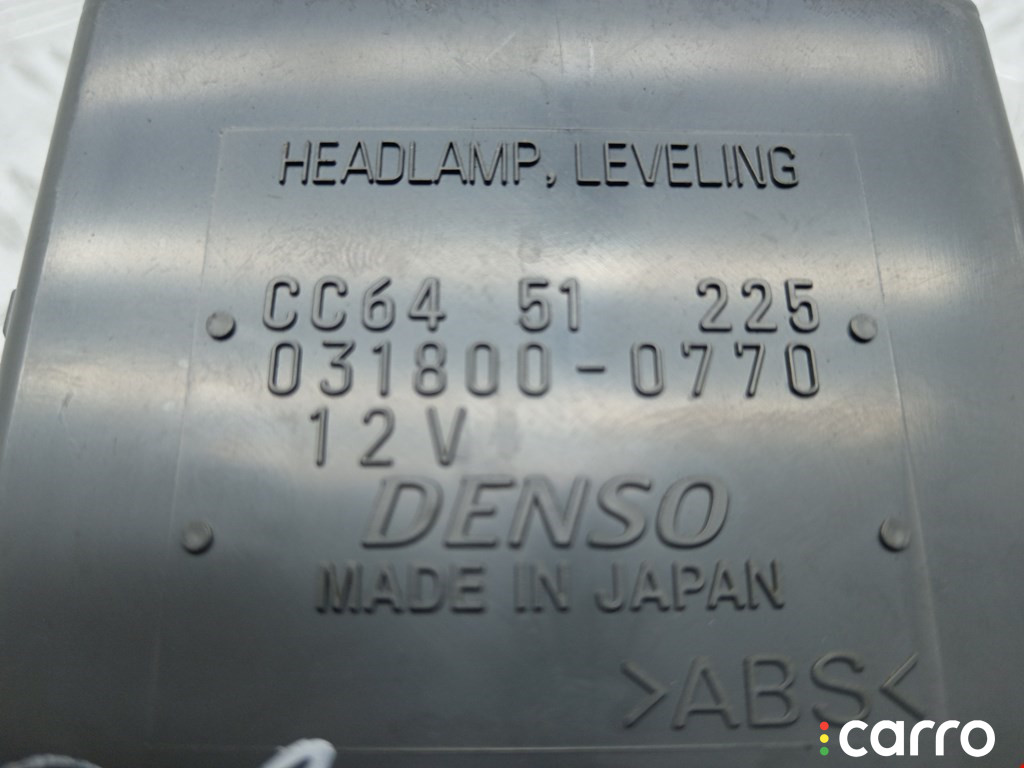 HEADLAMP, LEVELING
CC64 51 225
031800-0770
12V
DENSO
MADE IN JAPAN
>ABS<
carro